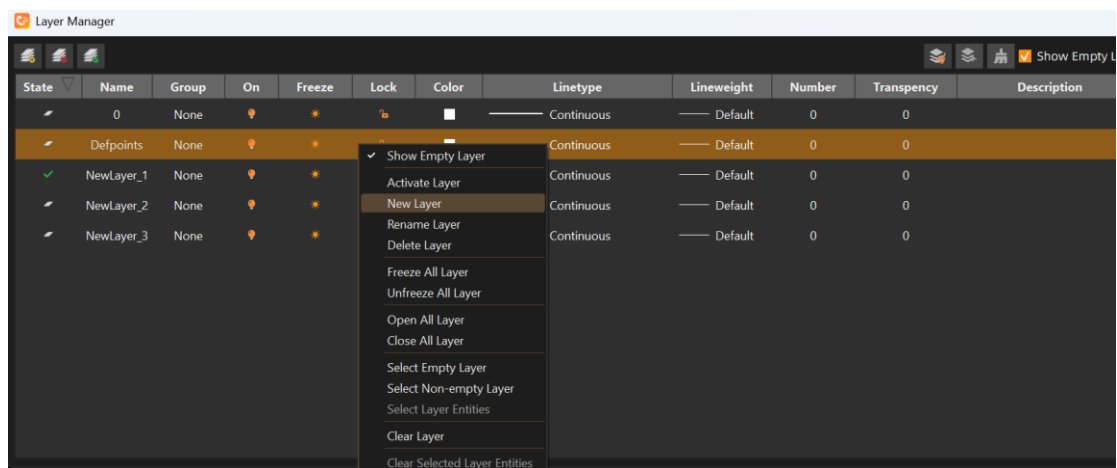 Layer Manager
Show Empty L
State Name Group On Freeze Lock Color Linetype Lineweight Number Transpency Description
0 None Continuous Default 0 0
Defpoints None Continuous Default 0 0
NewLayer_1 None Continuous Default 0 0
NewLayer_2 None Continuous Default 0 0
NewLayer_3 None Continuous Default 0 0
Show Empty Layer
Activate Layer
New Layer
Rename Layer
Delete Layer
Freeze All Layer
Unfreeze All Layer
Open All Layer
Close All Layer
Select Empty Layer
Select Non-empty Layer
Select Layer Entities
Clear Layer
Clear Selected Layer Entities